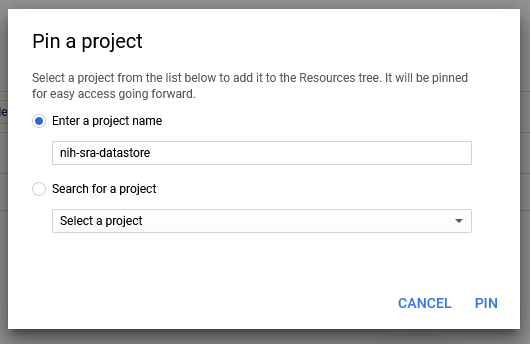 Pin a project
Select a project from the list below to add it to the Resources tree. It will be pinned
for easy access going forward.
Enter a project name
nih-sra-datastore
Search for a project
Select a project
CANCEL PIN